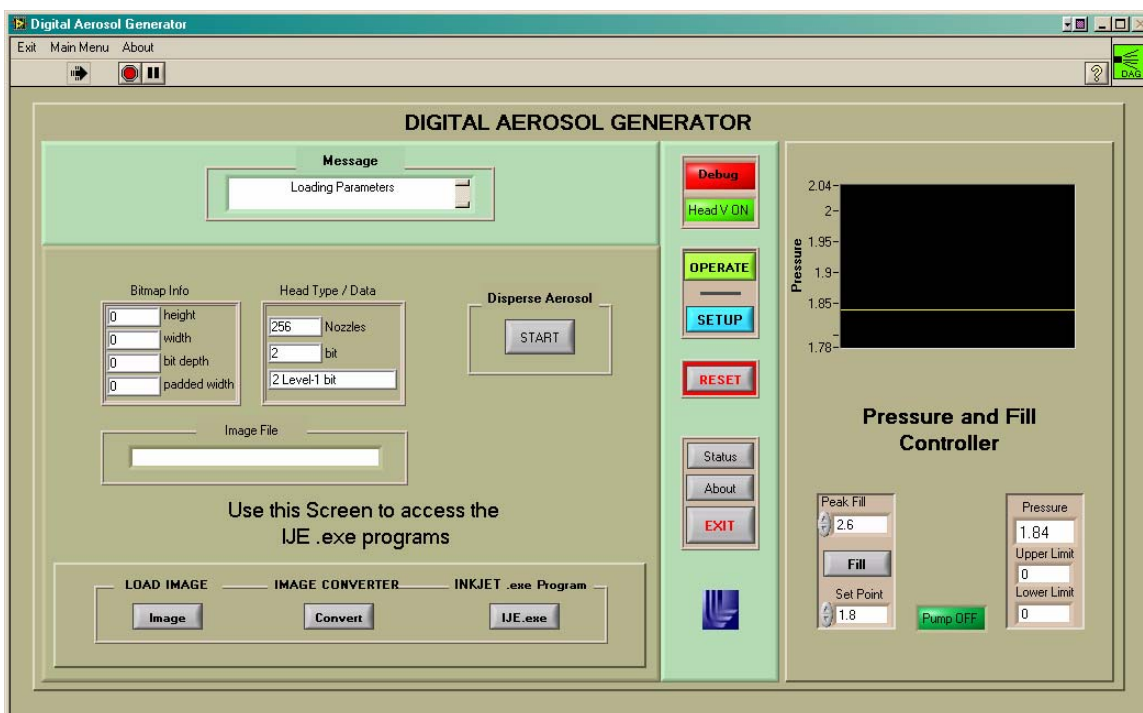 Digital Aerosol Generator
Exit Main Menu About
DAG
DIGITAL AEROSOL GENERATOR
Message
Loading Parameters
Debug
Head V ON
OPERATE
SETUP
RESET
Status
About
EXIT
Bitmap Info
0 height
0 width
0 bit depth
0 padded width
Head Type / Data
256 Nozzles
2 bit
2 Level-1 bit
Disperse Aerosol
START
Image File
Use this Screen to access the
IJE .exe programs
LOAD IMAGE IMAGE CONVERTER INKJET .exe Program
Image Convert IJE.exe
Pressure
2.04
2
1.95
1.9
1.85
1.78
Pressure and Fill
Controller
Peak Fill
2.6
Fill
Set Point
1.8
Pump OFF
Pressure
1.84
Upper Limit
0
Lower Limit
0